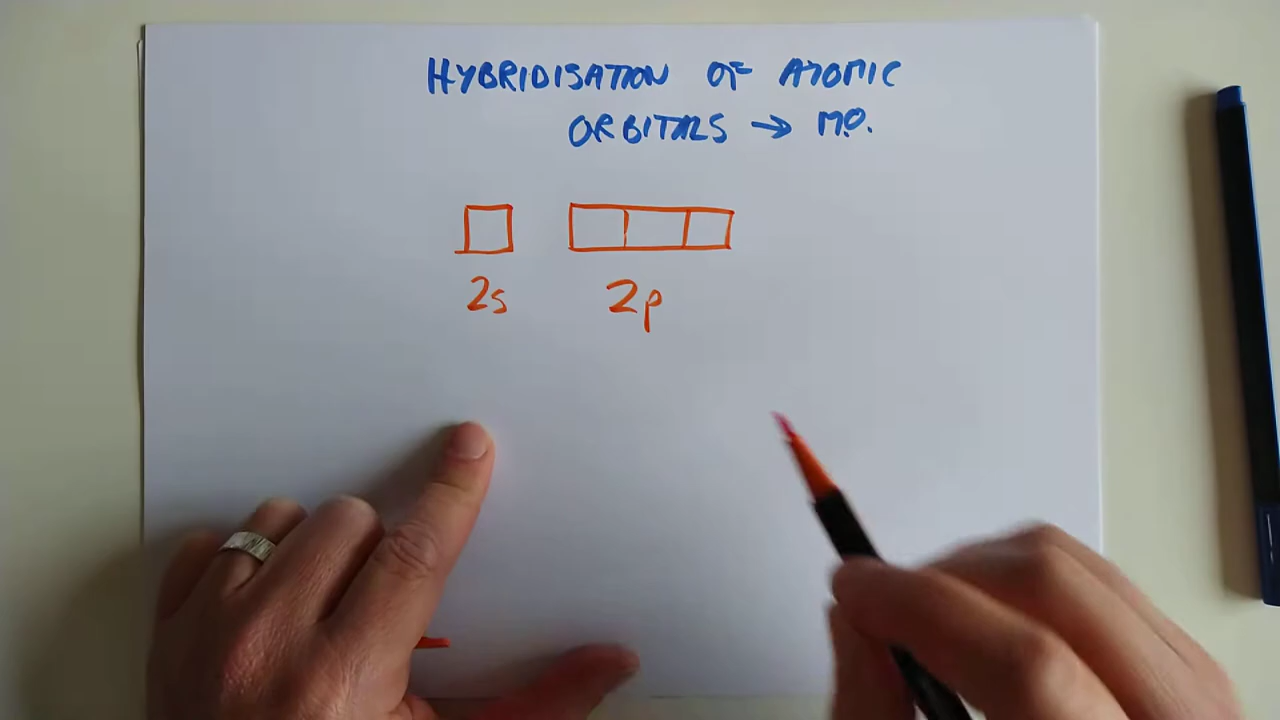 HYBRIDISATION OF ATOMIC
ORBITALS → M.O.
2s 2p